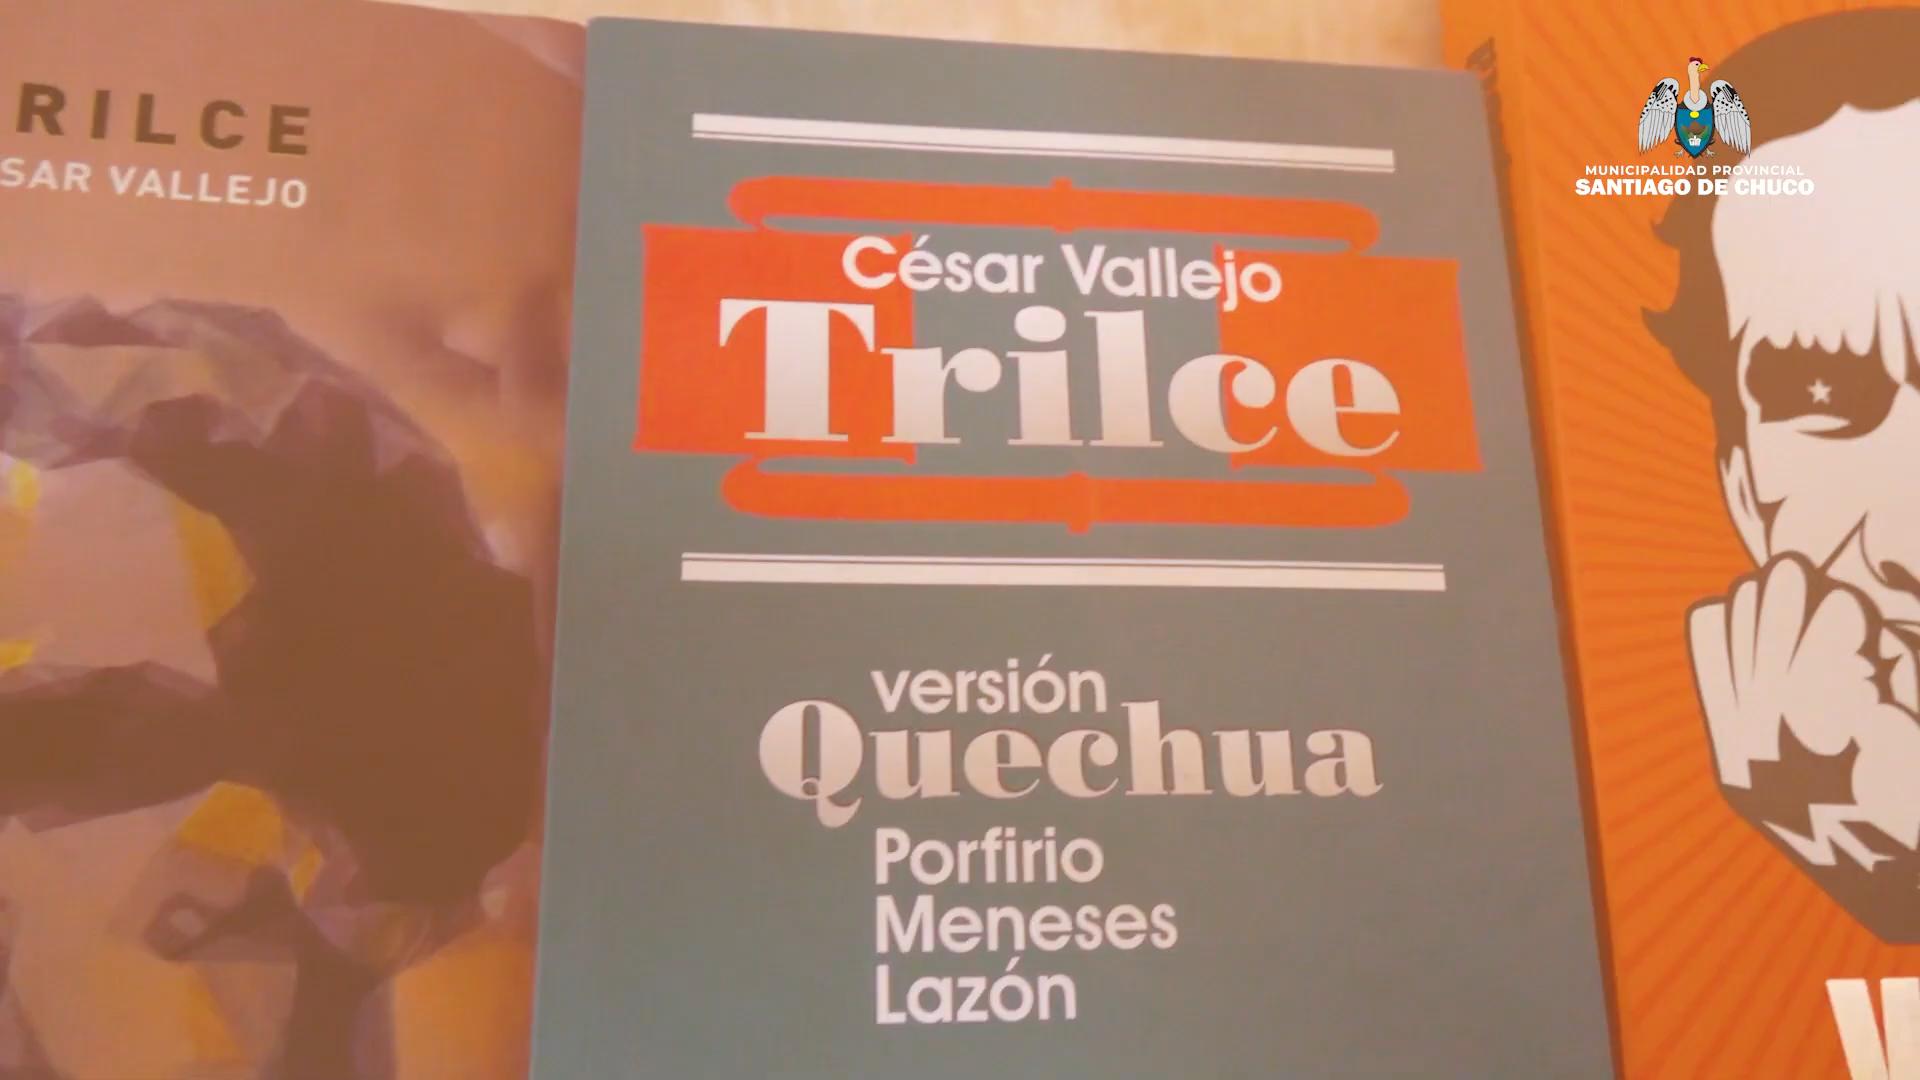 RILCE
SAR VALLEJO
César Vallejo
Trilce
versión
Quechua
Porfirio
Meneses
Lazón
MUNICIPALIDAD PROVINCIAL
SANTIAGO DE CHUCO